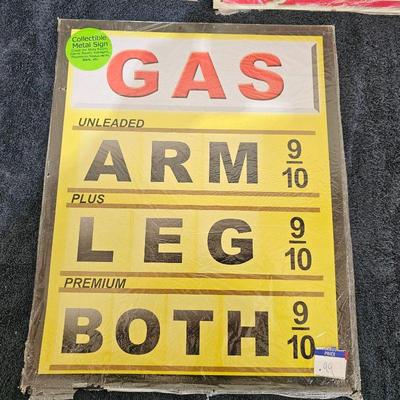 Collectible
Metal Sign
GAS
UNLEADED
ARM 9/10
PLUS
LEG 9/10
PREMIUM
BOTH 9/10
PRICE
.99